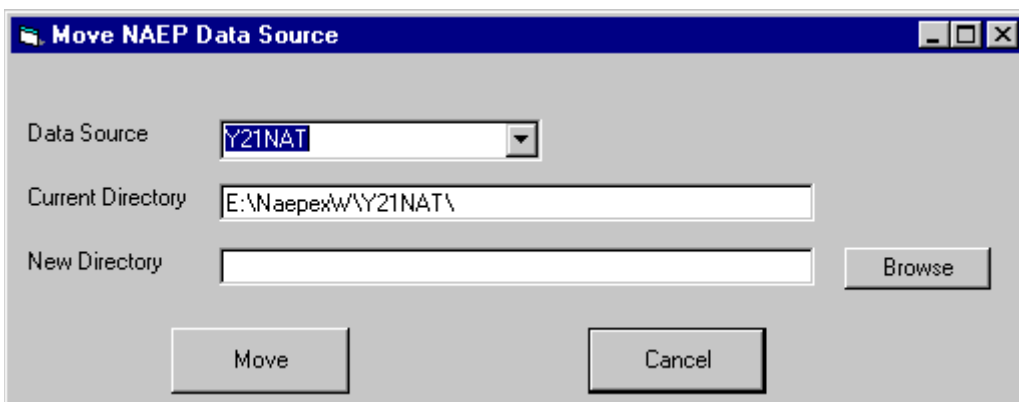 Move NAEP Data Source
Data Source Y21NAT
Current Directory E:\NaepexW\Y21NAT\
New Directory Browse
Move Cancel